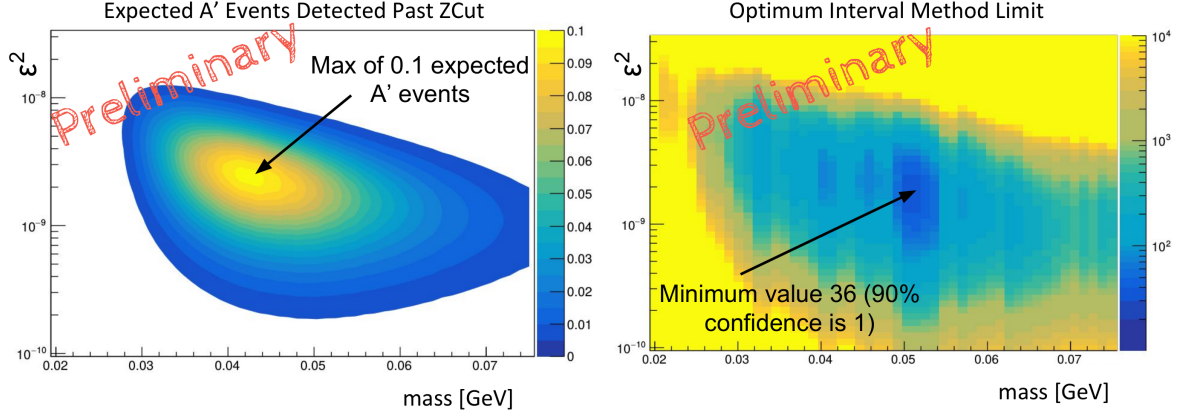 Expected A’ Events Detected Past ZCut
Preliminary
Max of 0.1 expected
A’ events
ε²
10⁻⁸
10⁻⁹
10⁻¹⁰
0.02 0.03 0.04 0.05 0.06 0.07
mass [GeV]
0.1
0.09
0.08
0.07
0.06
0.05
0.04
0.03
0.02
0.01
0
Optimum Interval Method Limit
Preliminary
ε²
10⁻⁸
10⁻⁹
10⁻¹⁰
Minimum value 36 (90%
confidence is 1)
0.02 0.03 0.04 0.05 0.06 0.07
mass [GeV]
10⁴
10³
10²